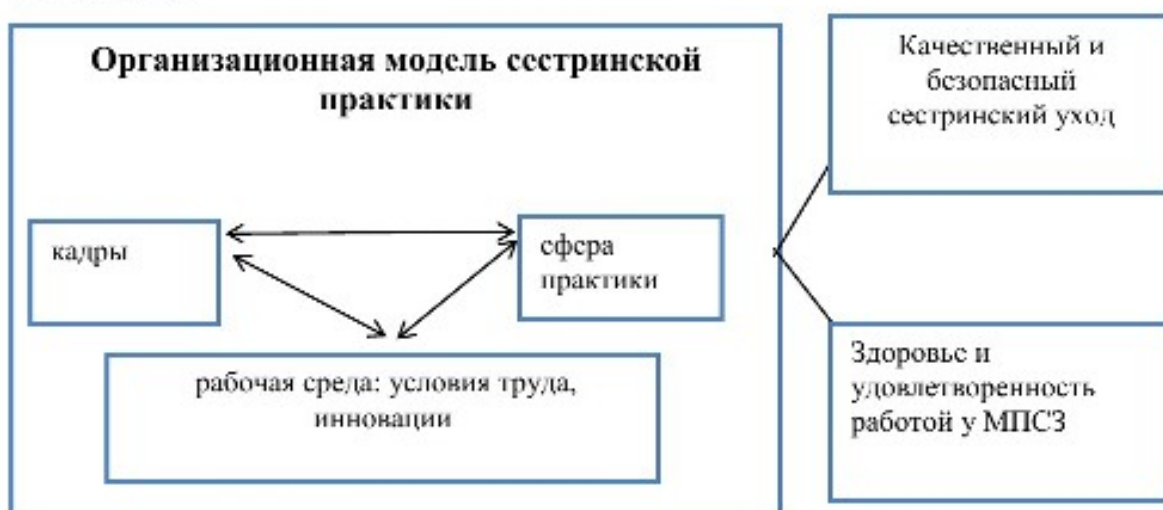 Организационная модель сестринской
практики
кадры
сфера
практики
рабочая среда: условия труда,
инновации
Качественный и
безопасный
сестринский уход
Здоровье и
удовлетворенность
работой у МПСЗ